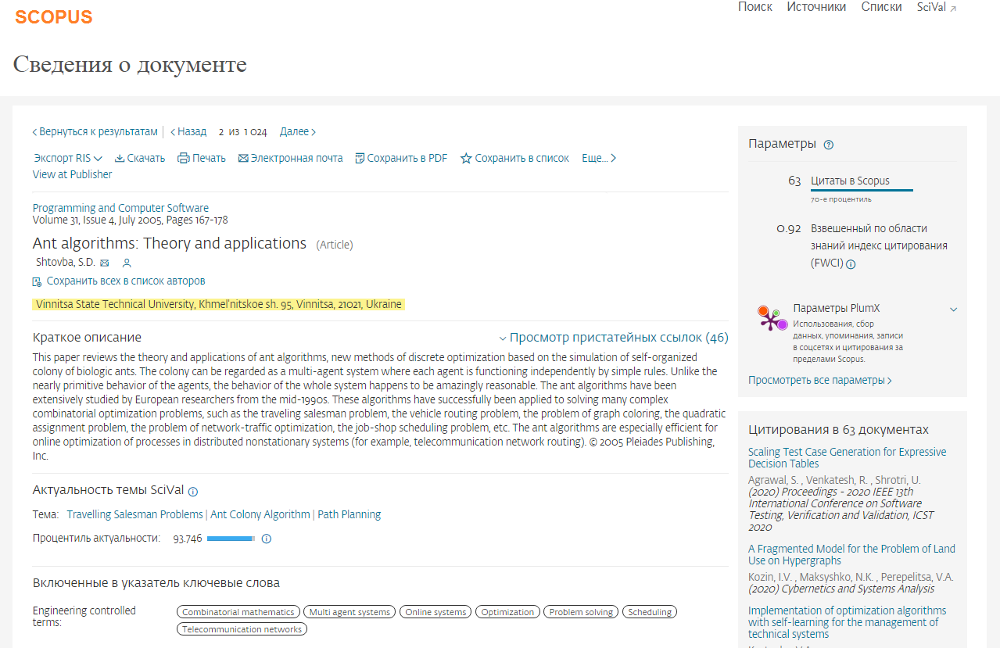 SCOPUS
Поиск Источники Списки SciVal ↗
Сведения о документе
Вернуться к результатам | Назад 2 из 1 024 Далее
Экспорт RIS Скачать Печать Электронная почта Сохранить в PDF Сохранить в список Еще...
View at Publisher
Programming and Computer Software
Volume 31, Issue 4, July 2005, Pages 167-178
Ant algorithms: Theory and applications (Article)
Shtovba, S.D.
Сохранить всех в список авторов
Vinnitsa State Technical University, Khmel'nitskoe sh. 95, Vinnitsa, 21021, Ukraine
Краткое описание
Просмотр пристатейных ссылок (46)
This paper reviews the theory and applications of ant algorithms, new methods of discrete optimization based on the simulation of self-organized
colony of biologic ants. The colony can be regarded as a multi-agent system where each agent is functioning independently by simple rules. Unlike the
nearly primitive behavior of the agents, the behavior of the whole system happens to be amazingly reasonable. The ant algorithms have been
extensively studied by European researchers from the mid-1990s. These algorithms have successfully been applied to solving many complex
combinatorial optimization problems, such as the traveling salesman problem, the vehicle routing problem, the problem of graph coloring, the quadratic
assignment problem, the problem of network-traffic optimization, the job-shop scheduling problem, etc. The ant algorithms are especially efficient for
online optimization of processes in distributed nonstationary systems (for example, telecommunication network routing). © 2005 Pleiades Publishing,
Inc.
Актуальность темы SciVal
Тема: Travelling Salesman Problems | Ant Colony Algorithm | Path Planning
Процентиль актуальности: 93.746
Включенные в указатель ключевые слова
Engineering controlled
terms:
Combinatorial mathematics Multi agent systems Online systems Optimization Problem solving Scheduling
Telecommunication networks
Параметры
63 Цитаты в Scopus
70-е процентиль
0.92 Взвешенный по области
знаний индекс цитирования
(FWCI)
Параметры PlumX
Использования, сбор
данных, упоминания, записи
в соцсетях и цитирования за
пределами Scopus.
Просмотреть все параметры
Цитирования в 63 документах
Scaling Test Case Generation for Expressive
Decision Tables
Agrawal, S. , Venkatesh, R. , Shrotri, U.
(2020) Proceedings - 2020 IEEE 13th
International Conference on Software
Testing, Verification and Validation, ICST
2020
A Fragmented Model for the Problem of Land
Use on Hypergraphs
Kozin, I.V. , Maksyshko, N.K. , Perepelitsa, V.A.
(2020) Cybernetics and Systems Analysis
Implementation of optimization algorithms
with self-learning for the management of
technical systems